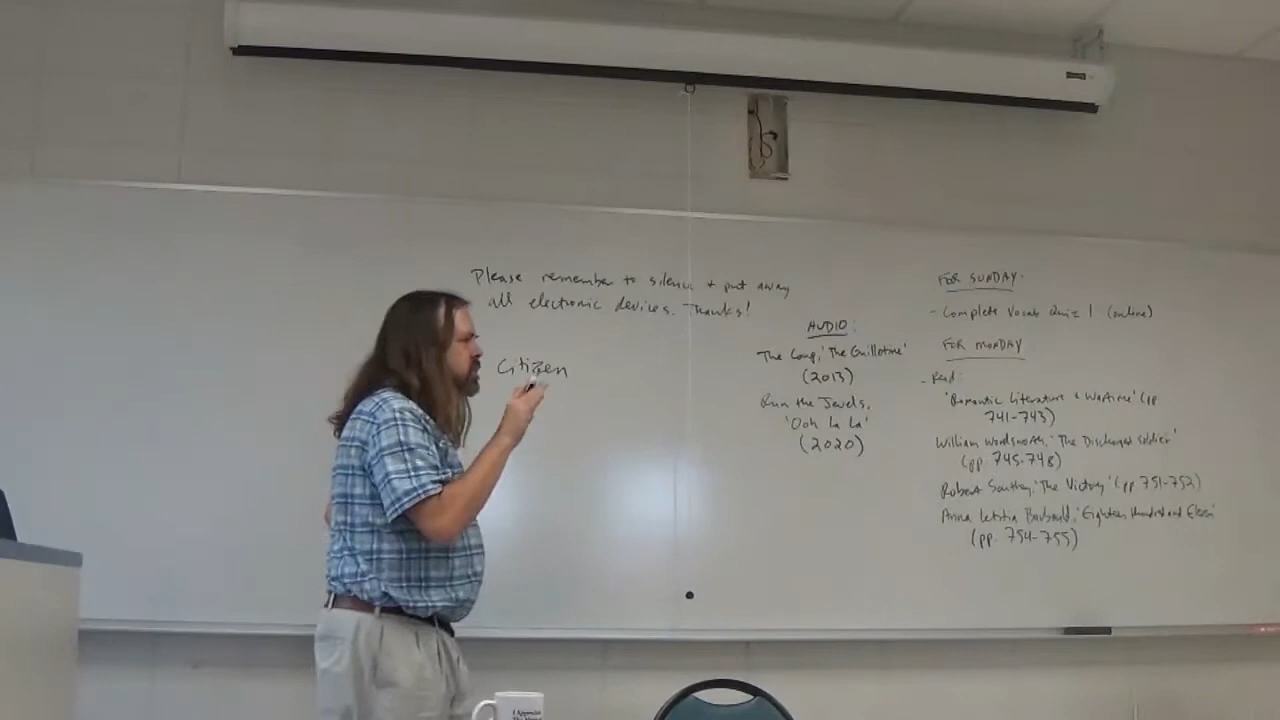 Please remember to silence + put away
all electronic devices. Thanks!
Citizen
AUDIO:
The Coup, 'The Guillotine'
(2013)
Run the Jewels,
'Ooh la la'
(2020)
FOR SUNDAY:
- Complete Vocab Quiz 1 (online)
FOR MONDAY
- Read:
'Romantic Literature & Wartime' (pp
741-743)
William Wordsworth, 'The Discharged Soldier'
(pp. 745-748)
Robert Southey, 'The Victory' (pp 751-752)
Anna Letitia Barbauld, 'Eighteen Hundred and Eleven'
(pp. 754-755)